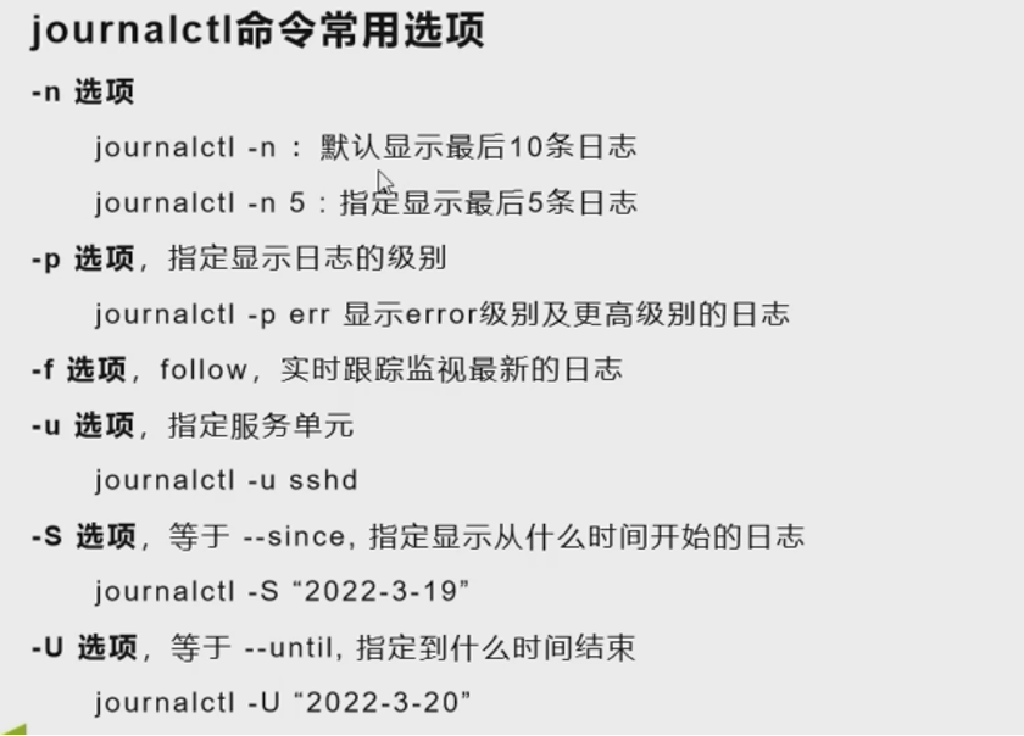 journalctl命令常用选项
-n 选项
journalctl -n : 默认显示最后10条日志
journalctl -n 5 : 指定显示最后5条日志
-p 选项，指定显示日志的级别
journalctl -p err 显示error级别及更高级别的日志
-f 选项，follow，实时跟踪监视最新的日志
-u 选项，指定服务单元
journalctl -u sshd
-S 选项，等于 --since, 指定显示从什么时间开始的日志
journalctl -S “2022-3-19”
-U 选项，等于 --until, 指定到什么时间结束
journalctl -U “2022-3-20”